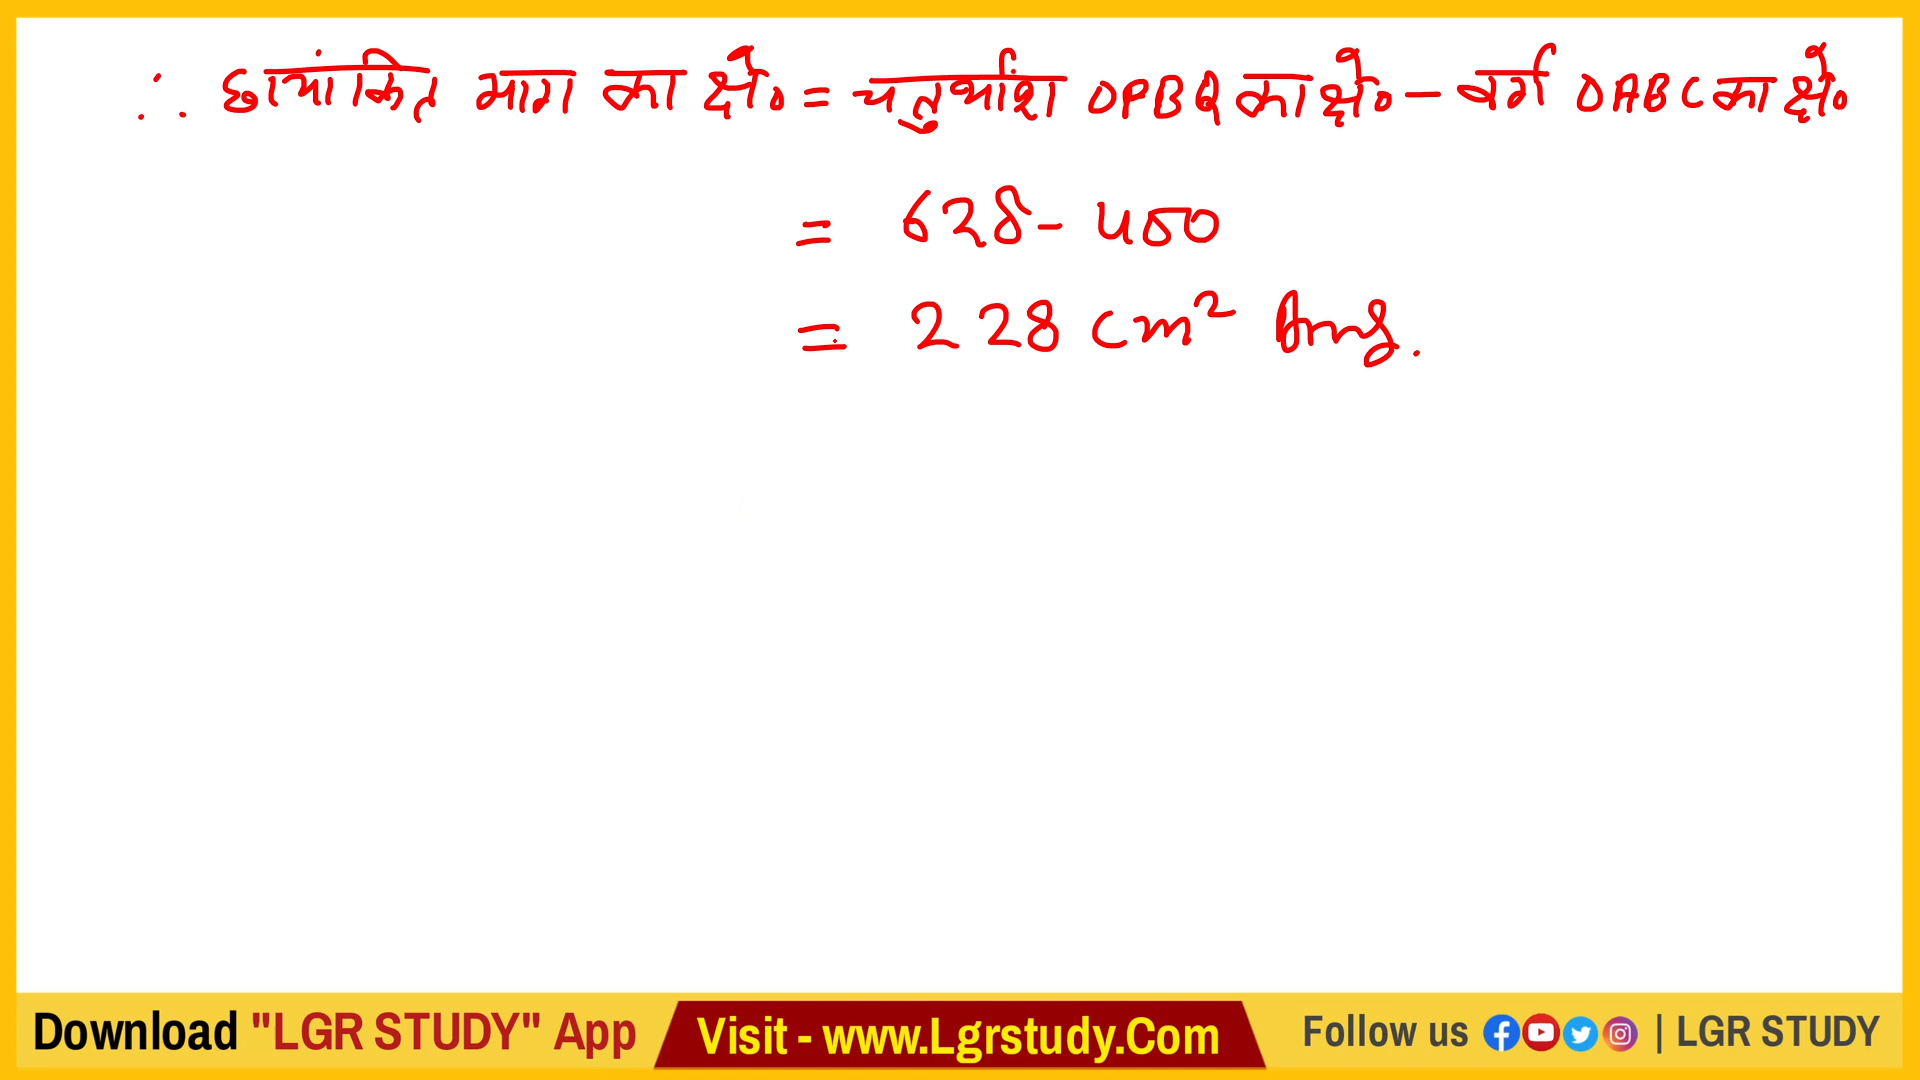 ∴ छायांकित भाग का क्षे० = चतुर्थांश OPBQ का क्षे० – वर्ग OABC का क्षे०
= 628 - 400
= 228 cm² Ans.
Download "LGR STUDY" App Visit - www.Lgrstudy.Com Follow us | LGR STUDY